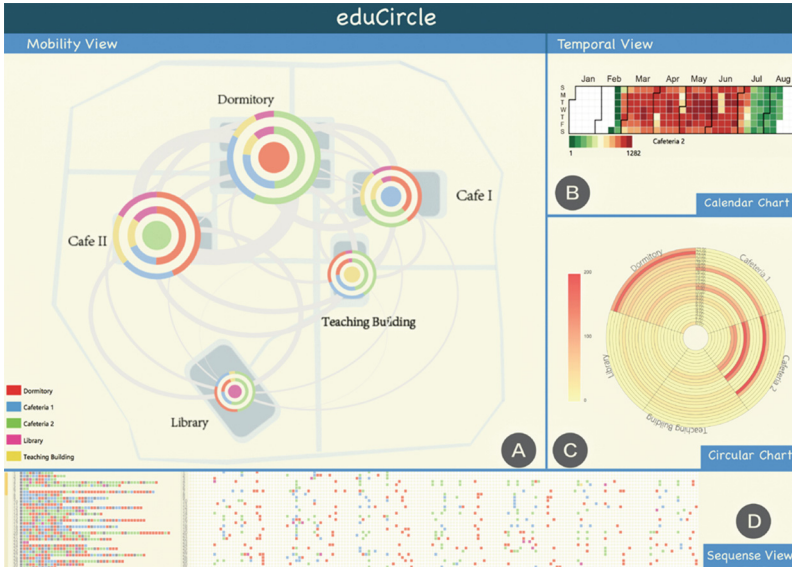 eduCircle
Mobility View
Temporal View
Dormitory
Cafe I
Cafe II
Teaching Building
Library
Dormitory
Cafeteria 1
Cafeteria 2
Library
Teaching Building
A
Jan Feb Mar Apr May Jun Jul Aug
S
M
T
W
T
F
S
Cafeteria 2
1 1282
B
Calendar Chart
200
100
0
Dormitory
Cafeteria 1
Cafeteria 2
Teaching Building
Library
C
Circular Chart
D
Sequense View